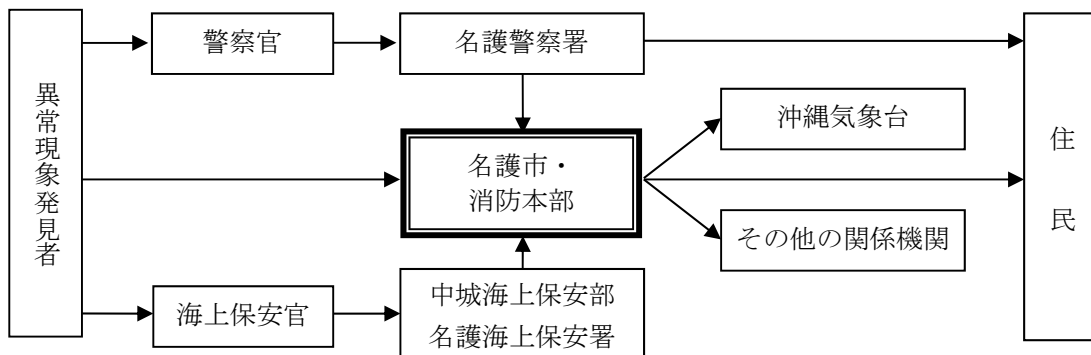 異常現象発見者
警察官
名護警察署
沖縄気象台
名護市・
消防本部
その他の関係機関
海上保安官
中城海上保安部
名護海上保安署
住民